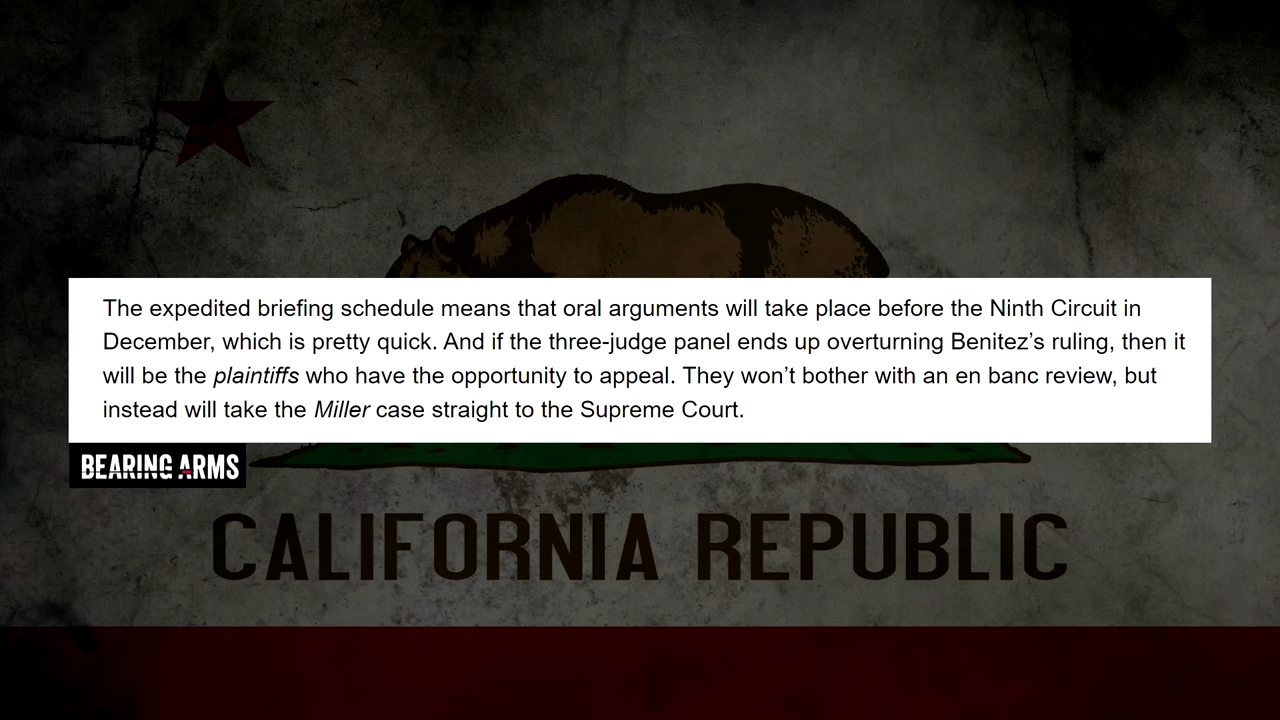 The expedited briefing schedule means that oral arguments will take place before the Ninth Circuit in
December, which is pretty quick. And if the three-judge panel ends up overturning Benitez’s ruling, then it
will be the plaintiffs who have the opportunity to appeal. They won’t bother with an en banc review, but
instead will take the Miller case straight to the Supreme Court.
BEARING ARMS
CALIFORNIA REPUBLIC